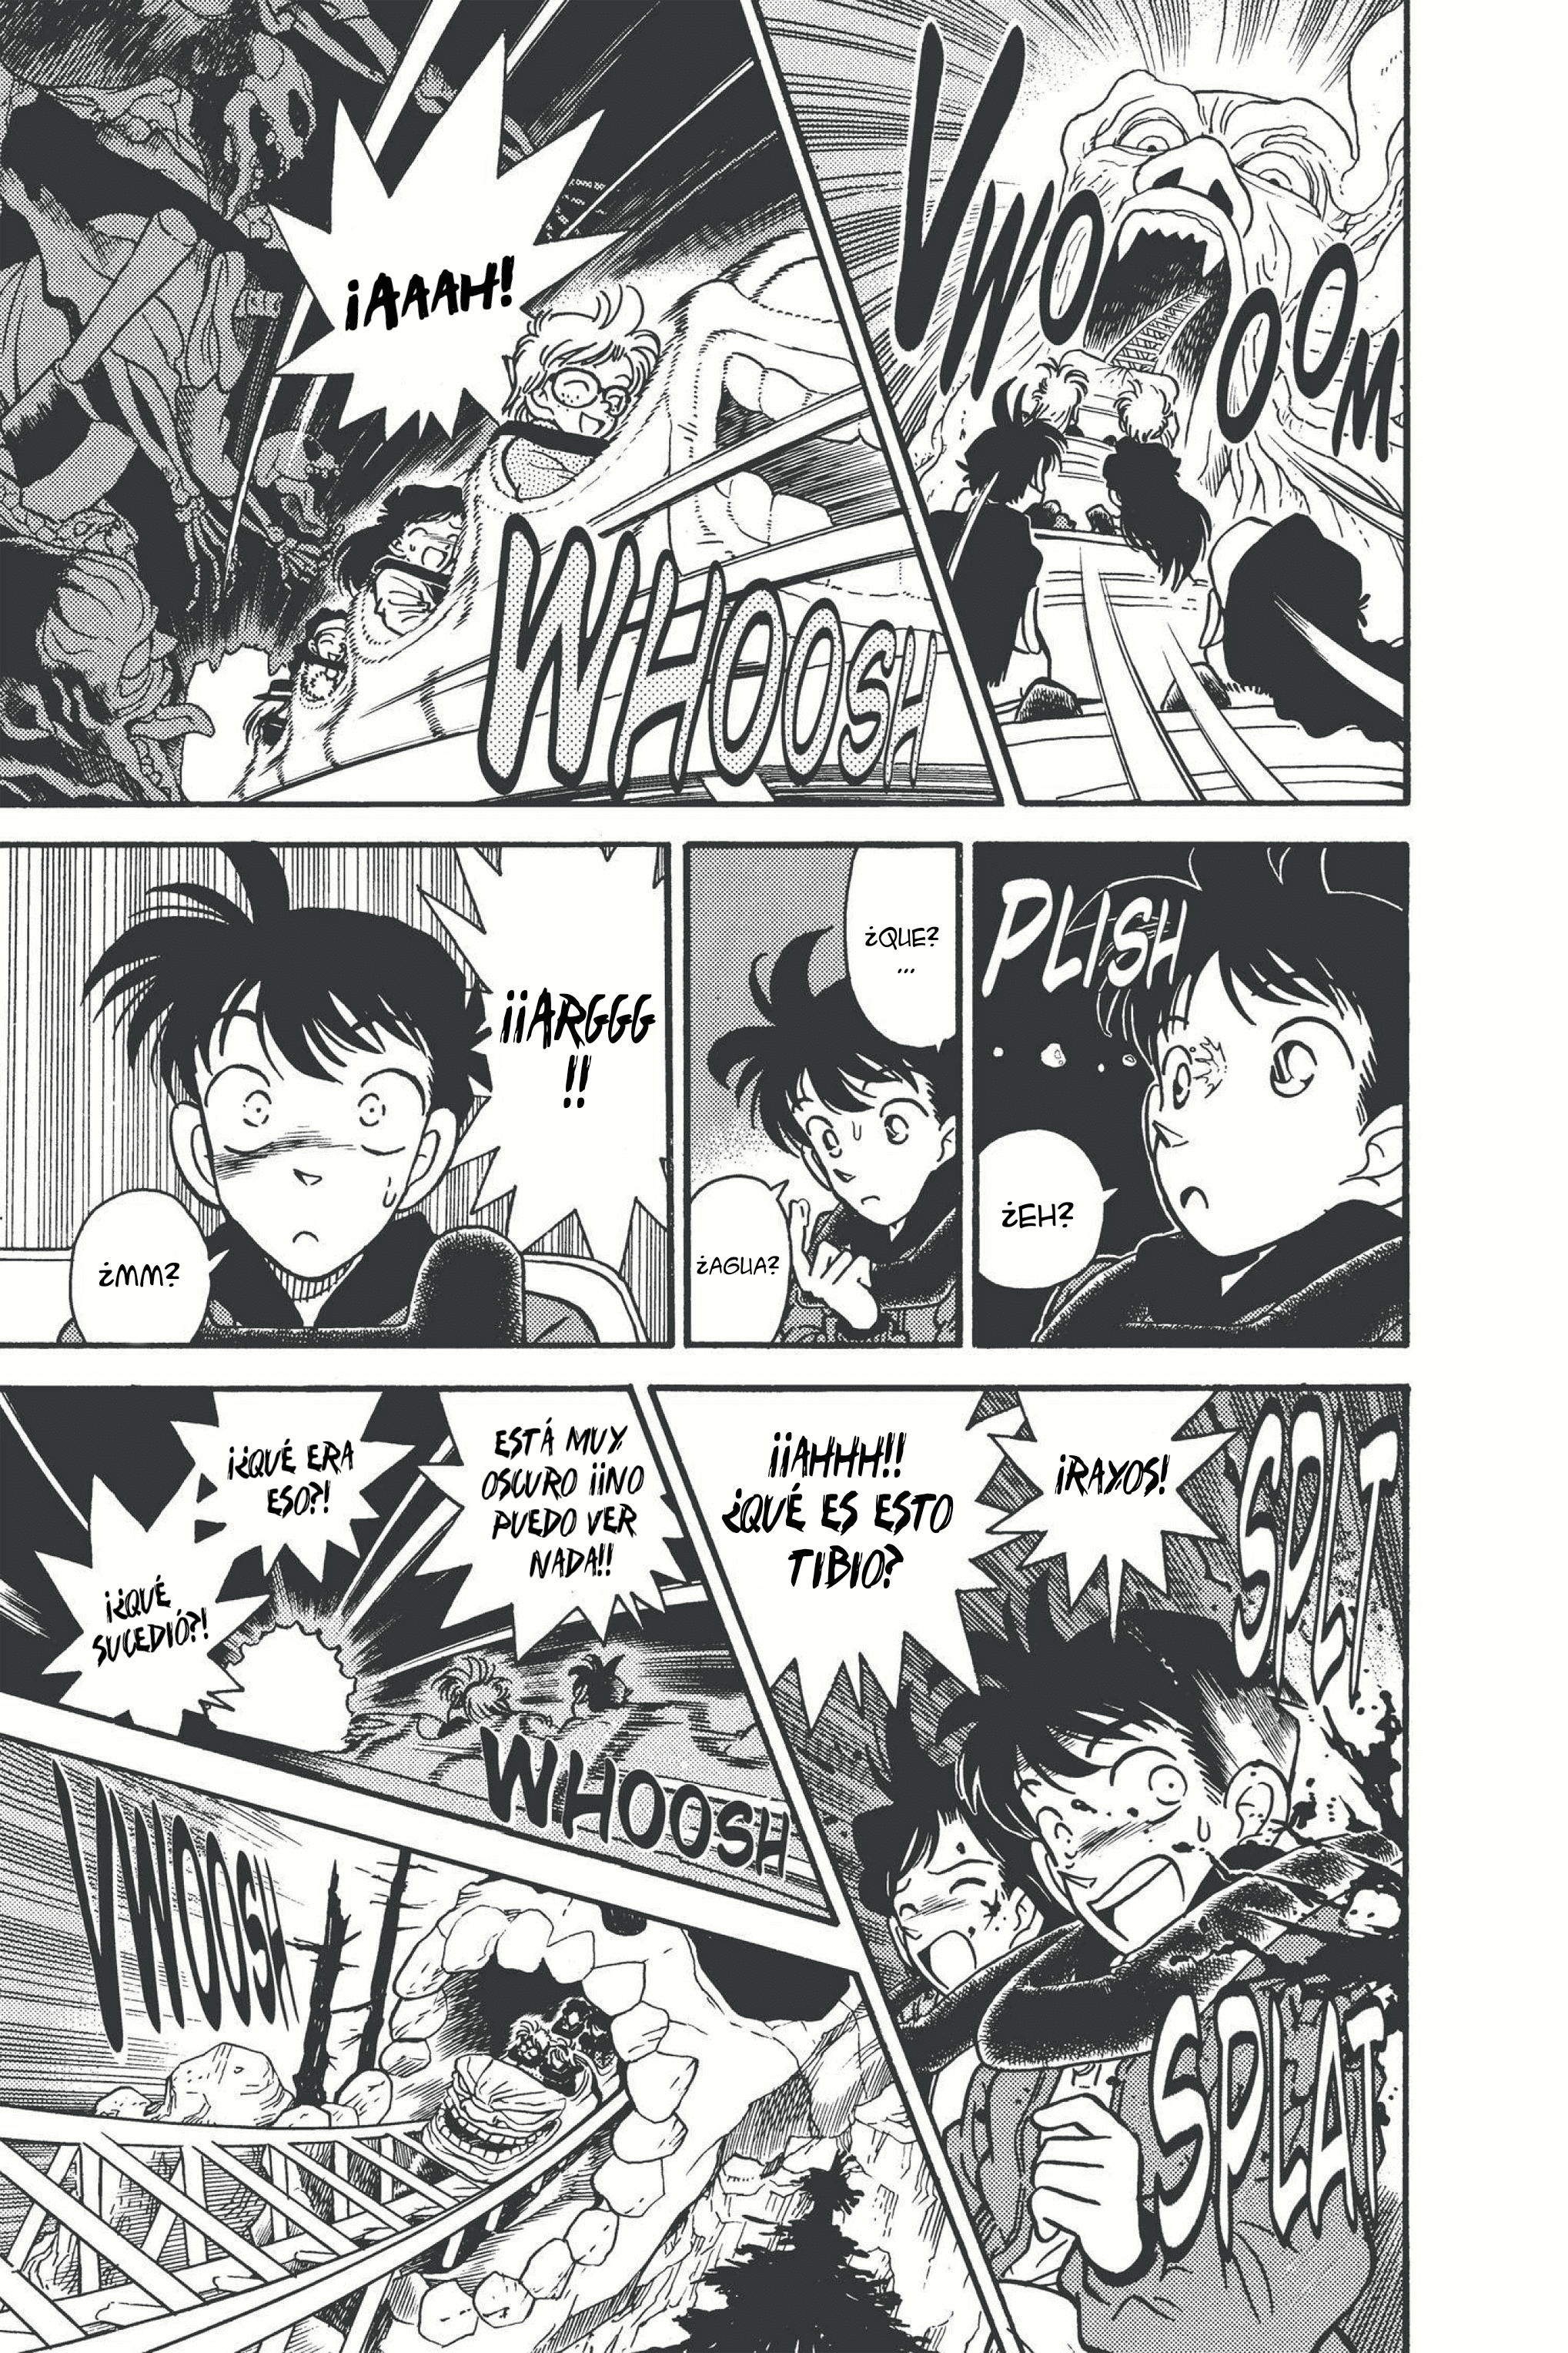 VWOOOOM
¡AAAH!
WHOOSH
PLISH
¿EH?
¿QUE?
...
¿AGUA?
¡¡ARGGG
!!
¿MM?
SPLT
¡RAYOS!
¡¡AHHH!!
¿QUÉ ES ESTO
TIBIO?
SPLAT
ESTÁ MUY
OSCURO ¡¡NO
PUEDO VER
NADA!!
¡¿QUÉ ERA
ESO?!
¡¿QUÉ
SUCEDIÓ?!
WHOOSH
VWOOSH